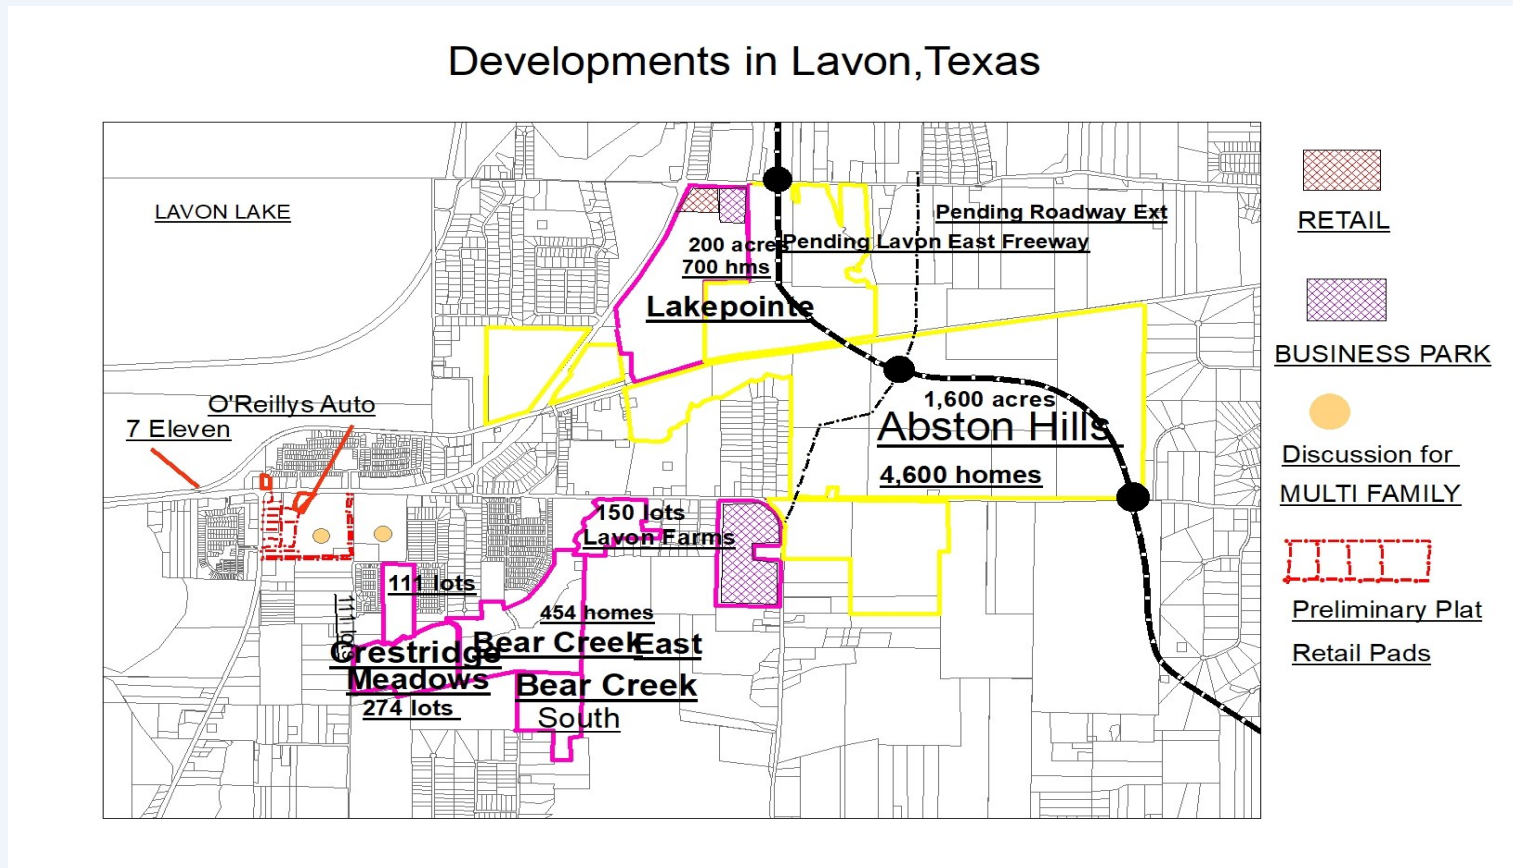 Developments in Lavon,Texas
LAVON LAKE
Pending Roadway Ext
200 acres
Pending Lavon East Freeway
700 hms
Lakepointe
RETAIL
BUSINESS PARK
O'Reillys Auto
7 Eleven
1,600 acres
Abston Hills
4,600 homes
Discussion for
MULTI FAMILY
150 lots
Lavon Farms
111 lots
111 lots
454 homes
Bear Creek East
Crestridge
Meadows
274 lots
Bear Creek
South
Preliminary Plat
Retail Pads